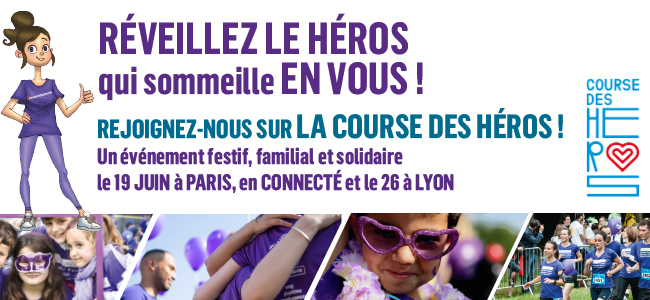 RÉVEILLEZ LE HÉROS
qui sommeille EN VOUS !
REJOIGNEZ-NOUS SUR LA COURSE DES HÉROS !
Un événement festif, familial et solidaire
le 19 JUIN à PARIS, en CONNECTÉ et le 26 à LYON
COURSE
DES
HEROS